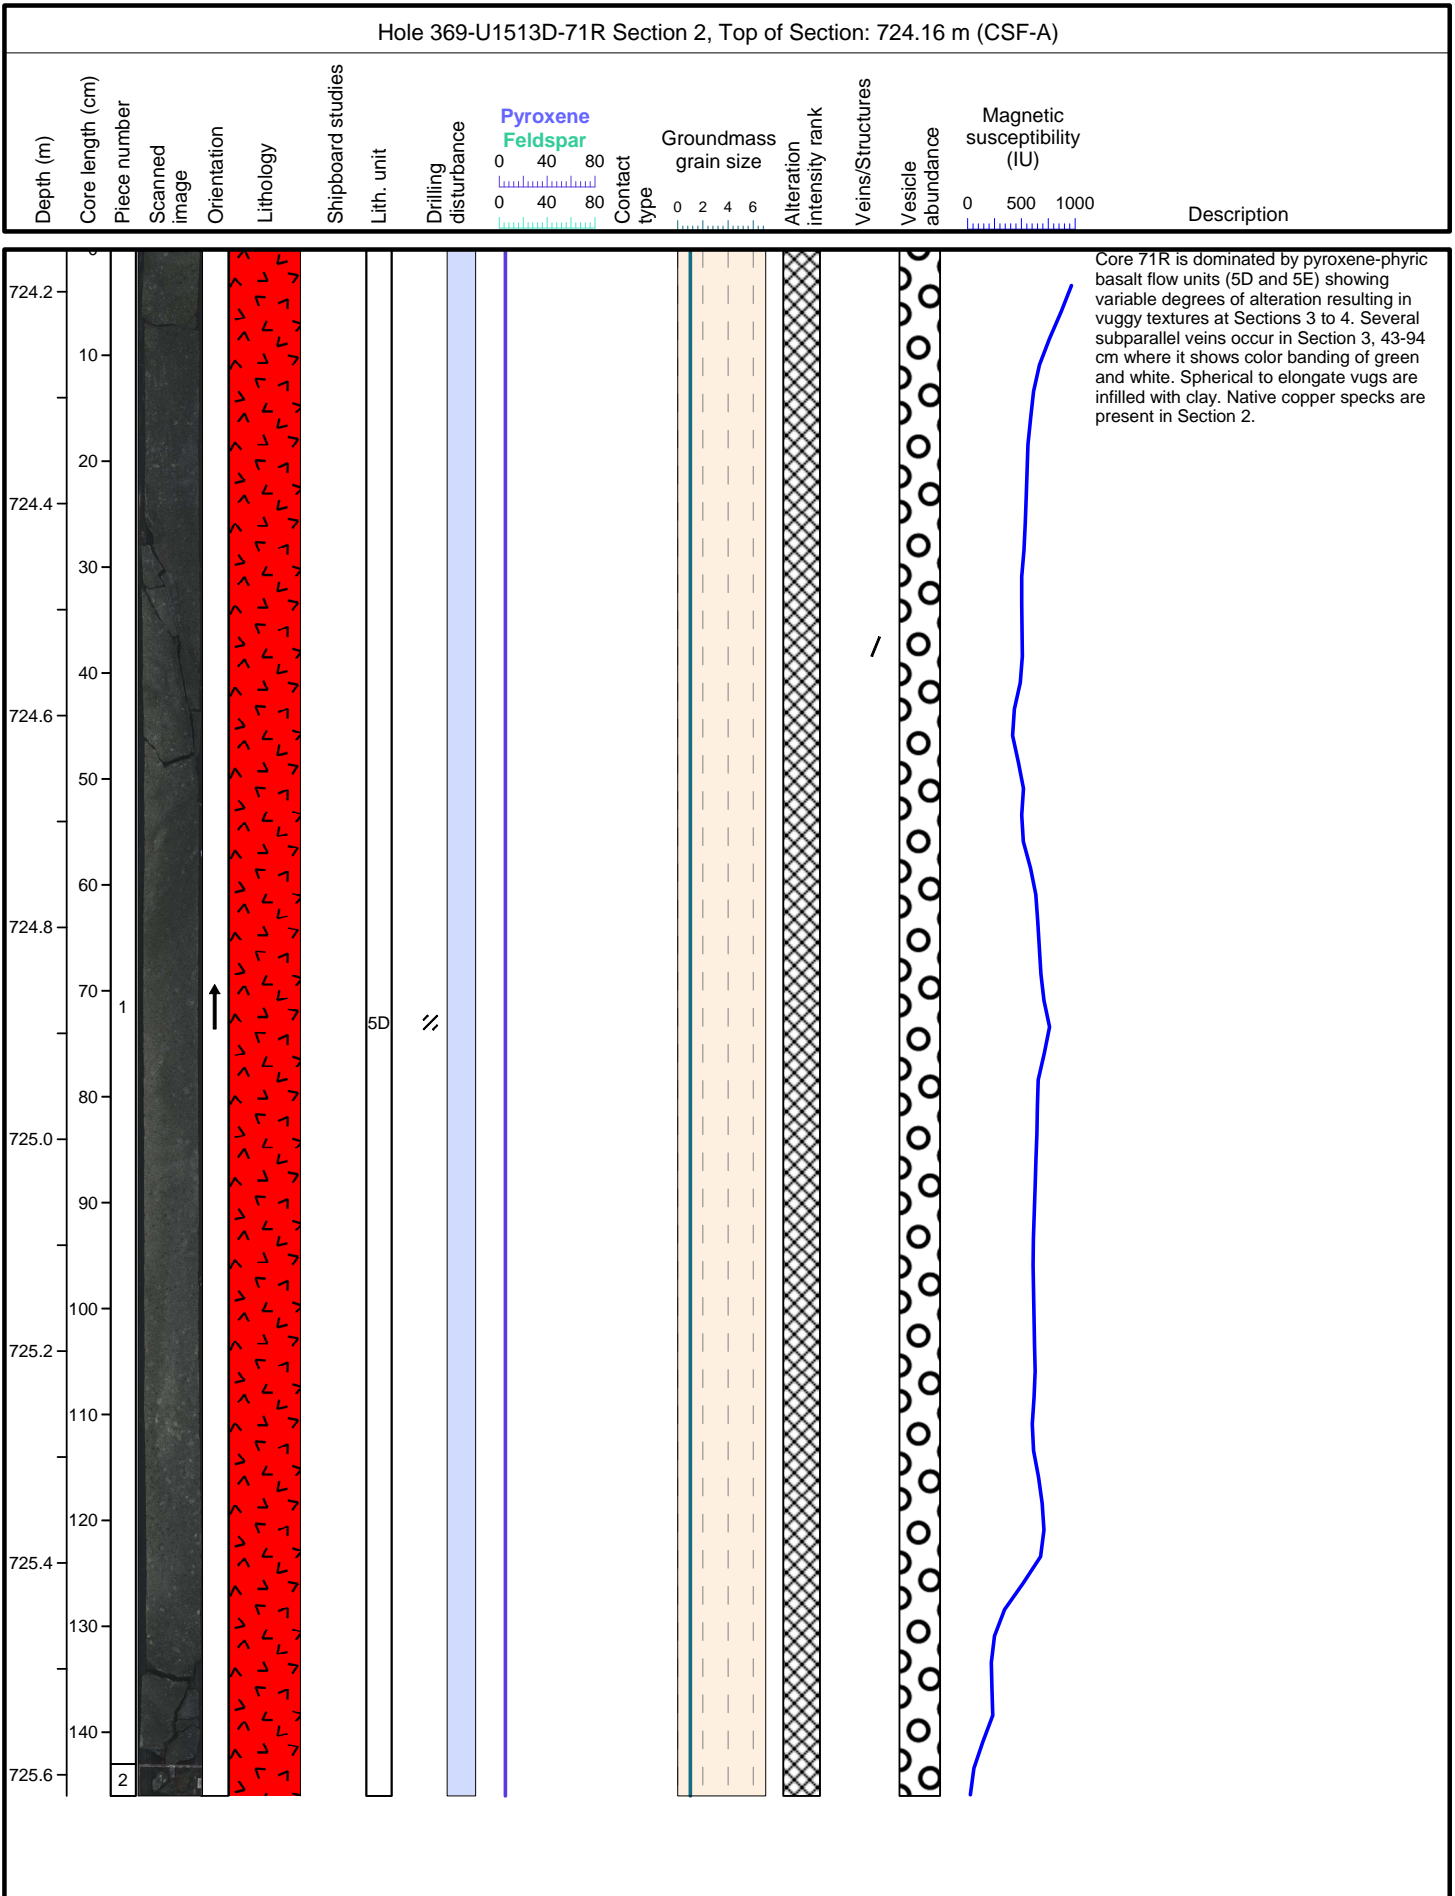 Hole 369-U1513D-71R Section 2, Top of Section: 724.16 m (CSF-A)
Depth (m)
Core length (cm)
Piece number
Scanned
image
Orientation
Lithology
Shipboard studies
Lith. unit
Drilling
disturbance
Pyroxene
Feldspar
0 40 80
0 40 80
Contact
type
Groundmass
grain size
0 2 4 6
Alteration
intensity rank
Veins/Structures
Vesicle
abundance
Magnetic
susceptibility
(IU)
0 500 1000
Description
Core 71R is dominated by pyroxene-phyric
basalt flow units (5D and 5E) showing
variable degrees of alteration resulting in
vuggy textures at Sections 3 to 4. Several
subparallel veins occur in Section 3, 43-94
cm where it shows color banding of green
and white. Spherical to elongate vugs are
infilled with clay. Native copper specks are
present in Section 2.
724.2
10
20
724.4
30
40
724.6
50
60
724.8
70
1
5D
80
725.0
90
100
725.2
110
120
725.4
130
140
725.6
2